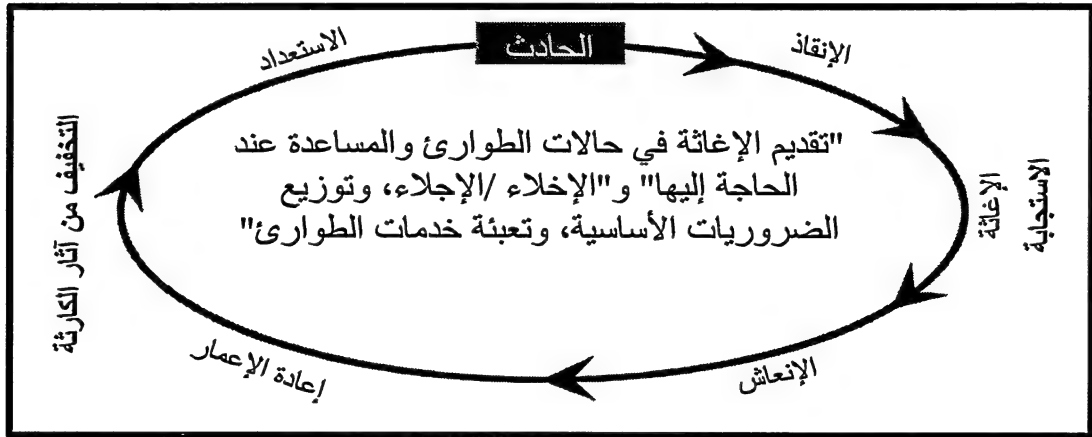 الحادث
الإنقاذ
الإغاثة
الاستجابة
الإنعاش
إعادة الإعمار
التخفيف من آثار الكارثة
الاستعداد
"تقديم الإغاثة في حالات الطوارئ والمساعدة عند
الحاجة إليها" و"الإخلاء /الإجلاء، وتوزيع
الضروريات الأساسية، وتعبئة خدمات الطوارئ"